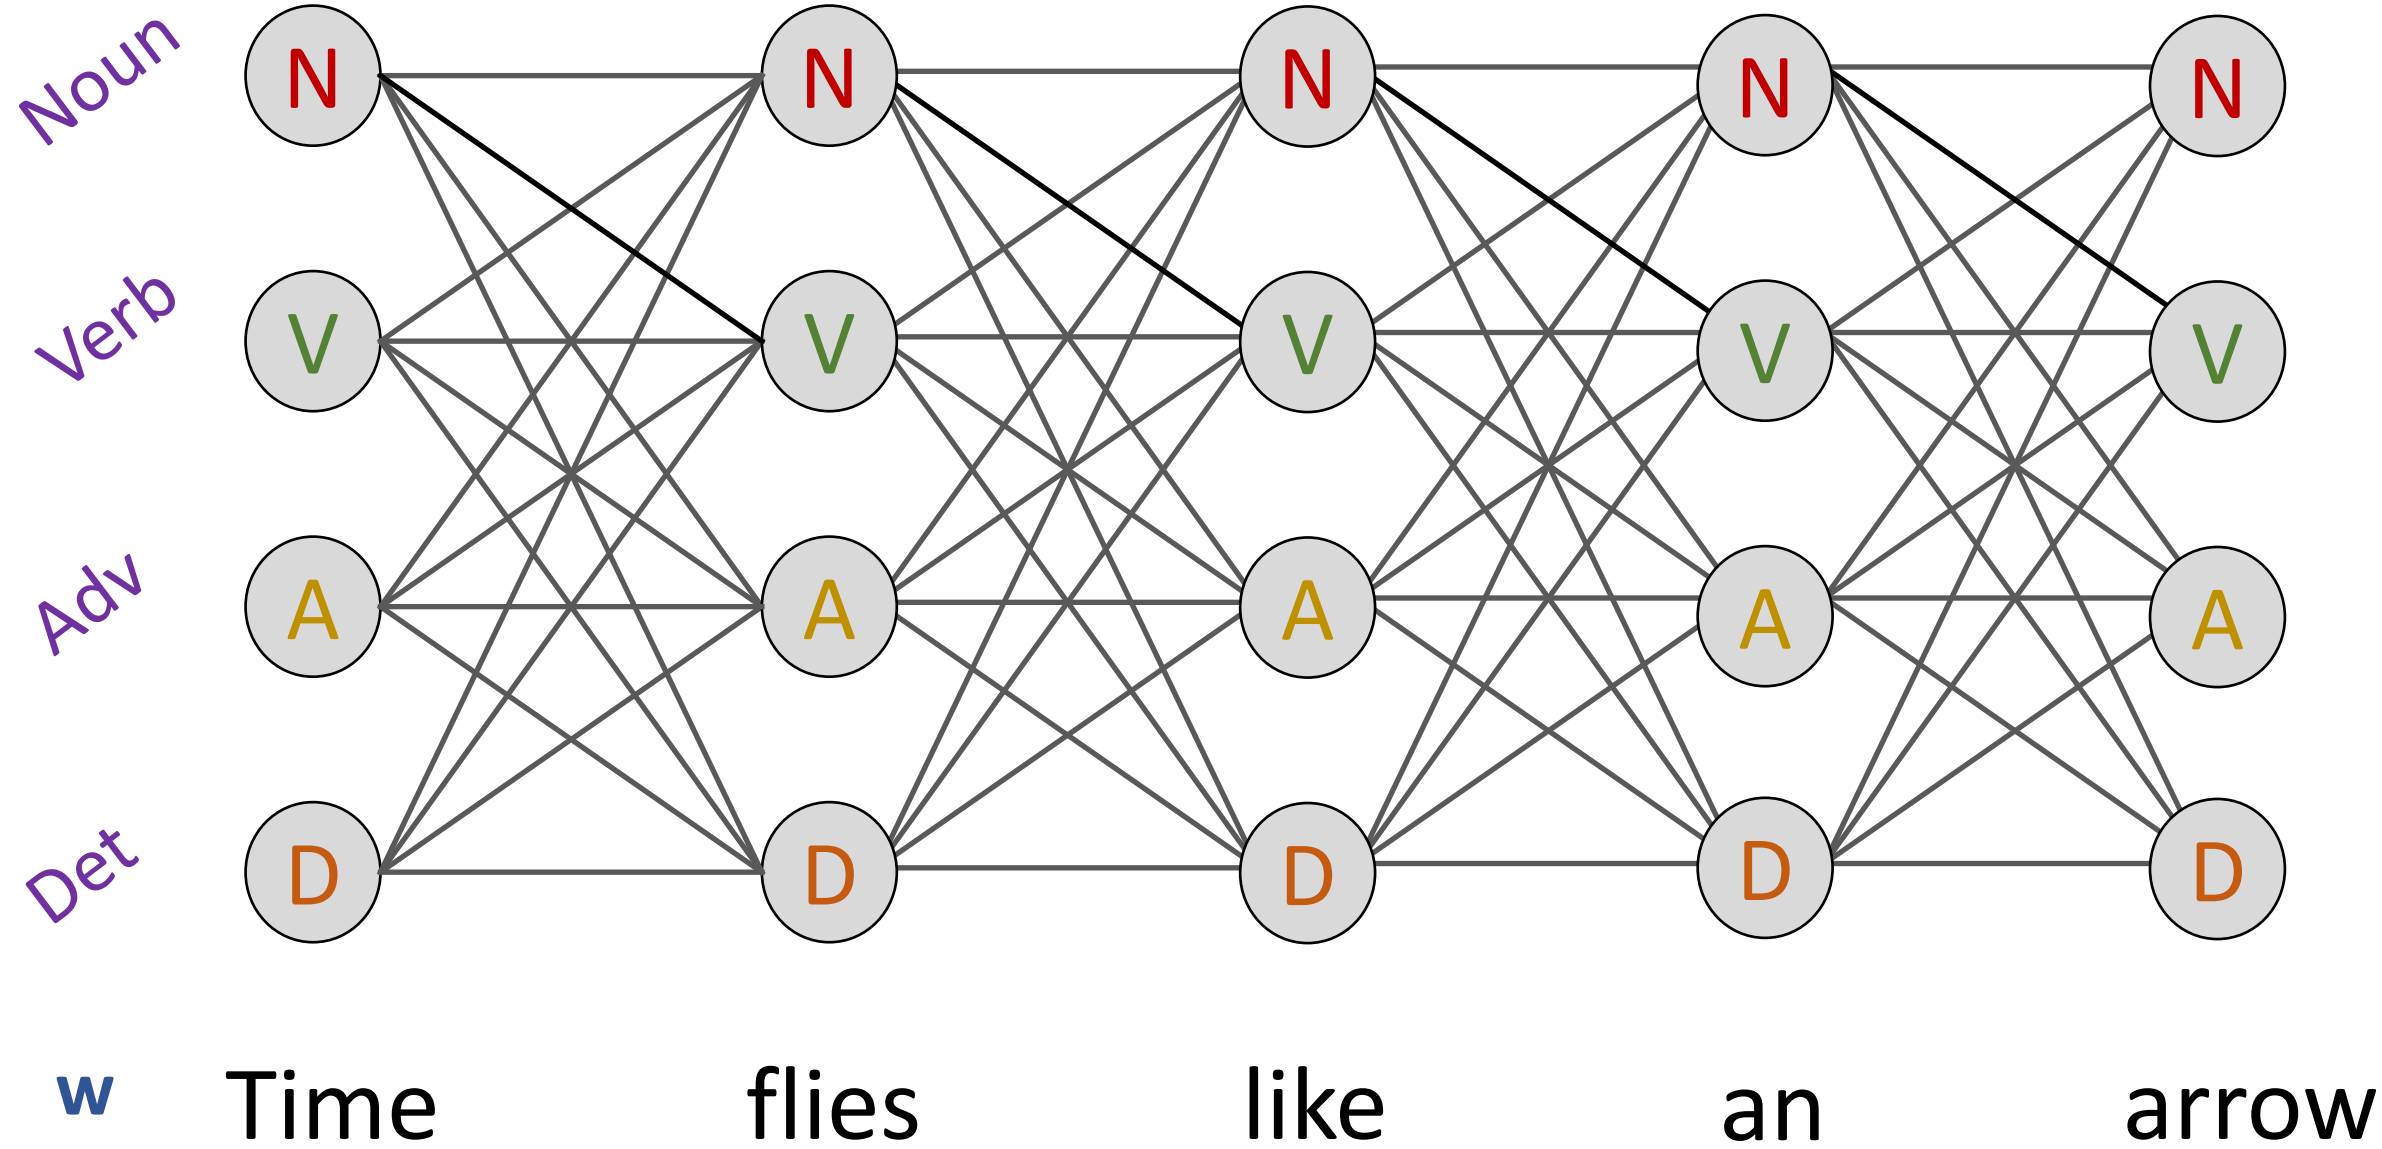 Noun N N N N N
Verb V V V V V
Adv A A A A A
Det D D D D D
w Time flies like an arrow